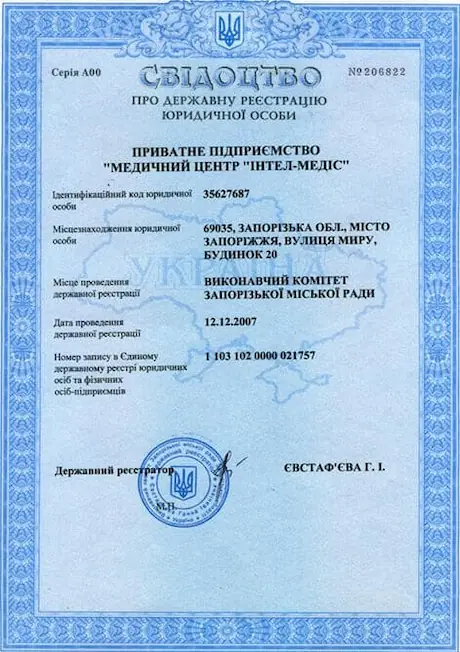 Серія А00
№206822
СВІДОЦТВО
ПРО ДЕРЖАВНУ РЕЄСТРАЦІЮ
ЮРИДИЧНОЇ ОСОБИ
ПРИВАТНЕ ПІДПРИЄМСТВО
"МЕДИЧНИЙ ЦЕНТР "ІНТЕЛ-МЕДІС"
Ідентифікаційний код юридичної
особи
35627687
Місцезнаходження юридичної
особи
69035, ЗАПОРІЗЬКА ОБЛ., МІСТО
ЗАПОРІЖЖЯ, ВУЛИЦЯ МИРУ,
БУДИНОК 20
УКРАЇНА
Місце проведення
державної реєстрації
ВИКОНАВЧИЙ КОМІТЕТ
ЗАПОРІЗЬКОЇ МІСЬКОЇ РАДИ
Дата проведення
державної реєстрації
12.12.2007
Номер запису в Єдиному
державному реєстрі юридичних
осіб та фізичних
осіб-підприємців
1 103 102 0000 021757
Державний реєстратор
ЄВСТАФ'ЄВА Г. І.
М.П.